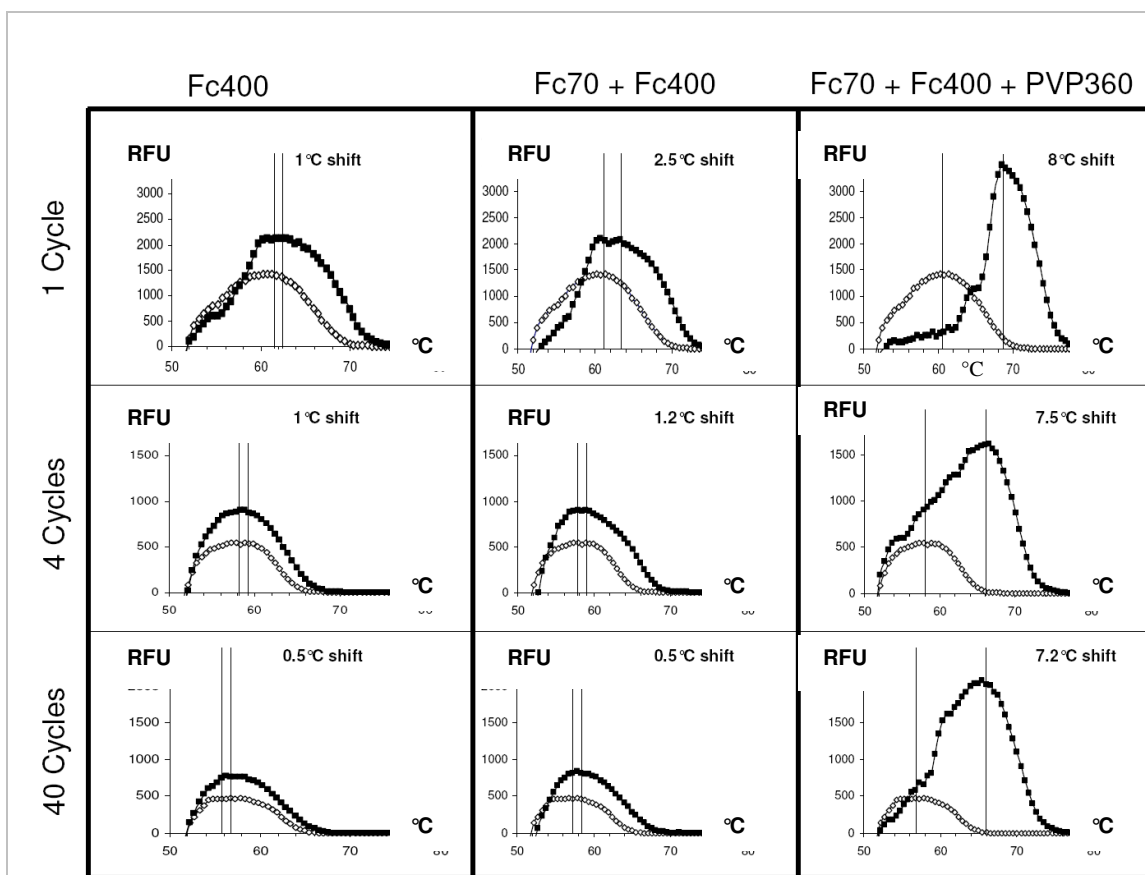 Fc400
Fc70 + Fc400
Fc70 + Fc400 + PVP360
1 Cycle
RFU
1°C shift
3000
2500
2000
1500
1000
500
0
50
60
70
°C
RFU
2.5°C shift
3000
2500
2000
1500
1000
500
0
50
60
70
°C
RFU
8°C shift
3000
2500
2000
1500
1000
500
0
50
60
70
°C
°C
4 Cycles
RFU
1°C shift
1500
1000
500
0
50
60
70
°C
RFU
1.2°C shift
1500
1000
500
0
50
60
70
°C
RFU
7.5°C shift
1500
1000
500
0
50
60
70
°C
40 Cycles
RFU
0.5°C shift
1500
1000
500
0
50
60
70
°C
RFU
0.5°C shift
1500
1000
500
0
50
60
70
°C
RFU
7.2°C shift
1500
1000
500
0
50
60
70
°C